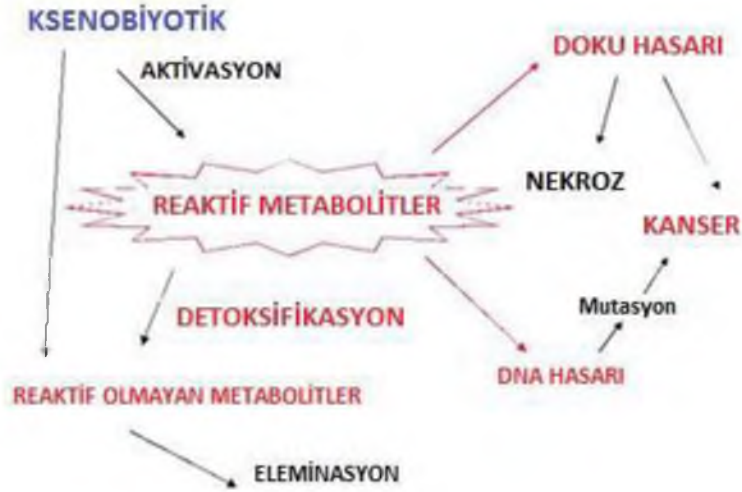 KSENOBİYOTİK
AKTİVASYON
DOKU HASARI
NEKROZ
REAKTİF METABOLİTLER
KANSER
Mutasyon
DETOKSİFİKASYON
DNA HASARI
REAKTİF OLMAYAN METABOLİTLER
ELEMİNASYON